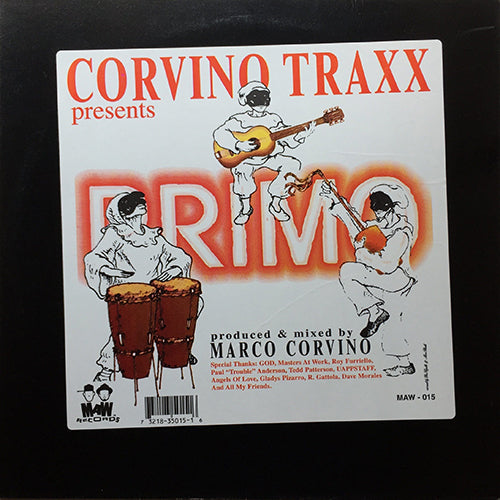 CORVINO TRAXX
presents
PRIMO
produced & mixed by
MARCO CORVINO
Special Thanks: GOD, Masters At Work, Roy Furriello,
Paul "Trouble" Anderson, Tedd Patterson, UAPPSTAFF,
Angels Of Love, Gladys Pizarro, R. Gattola, Dave Morales
And All My Friends.
MAW
RECORDS
7 3218-35015-1 6
MAW - 015